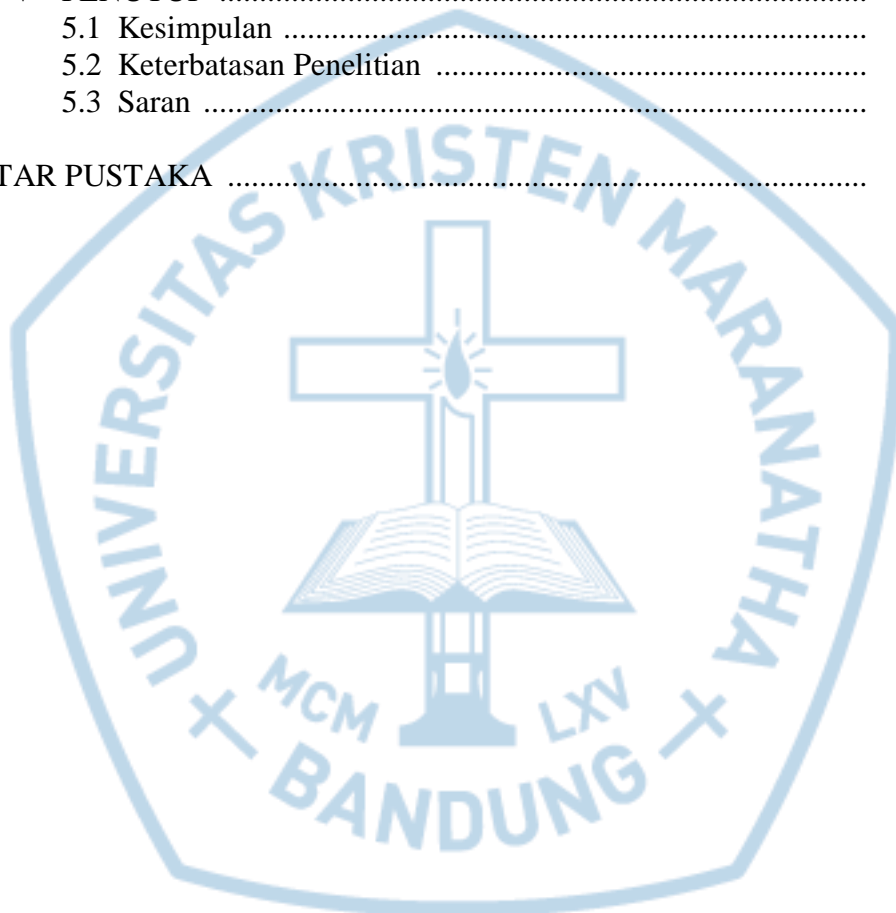 5.1 Kesimpulan ..........................................................................
5.2 Keterbatasan Penelitian ......................................................
5.3 Saran ...................................................................................
TAR PUSTAKA ................................................................................
UNIVERSITAS KRISTEN MARANATHA
MCM LXV
BANDUNG